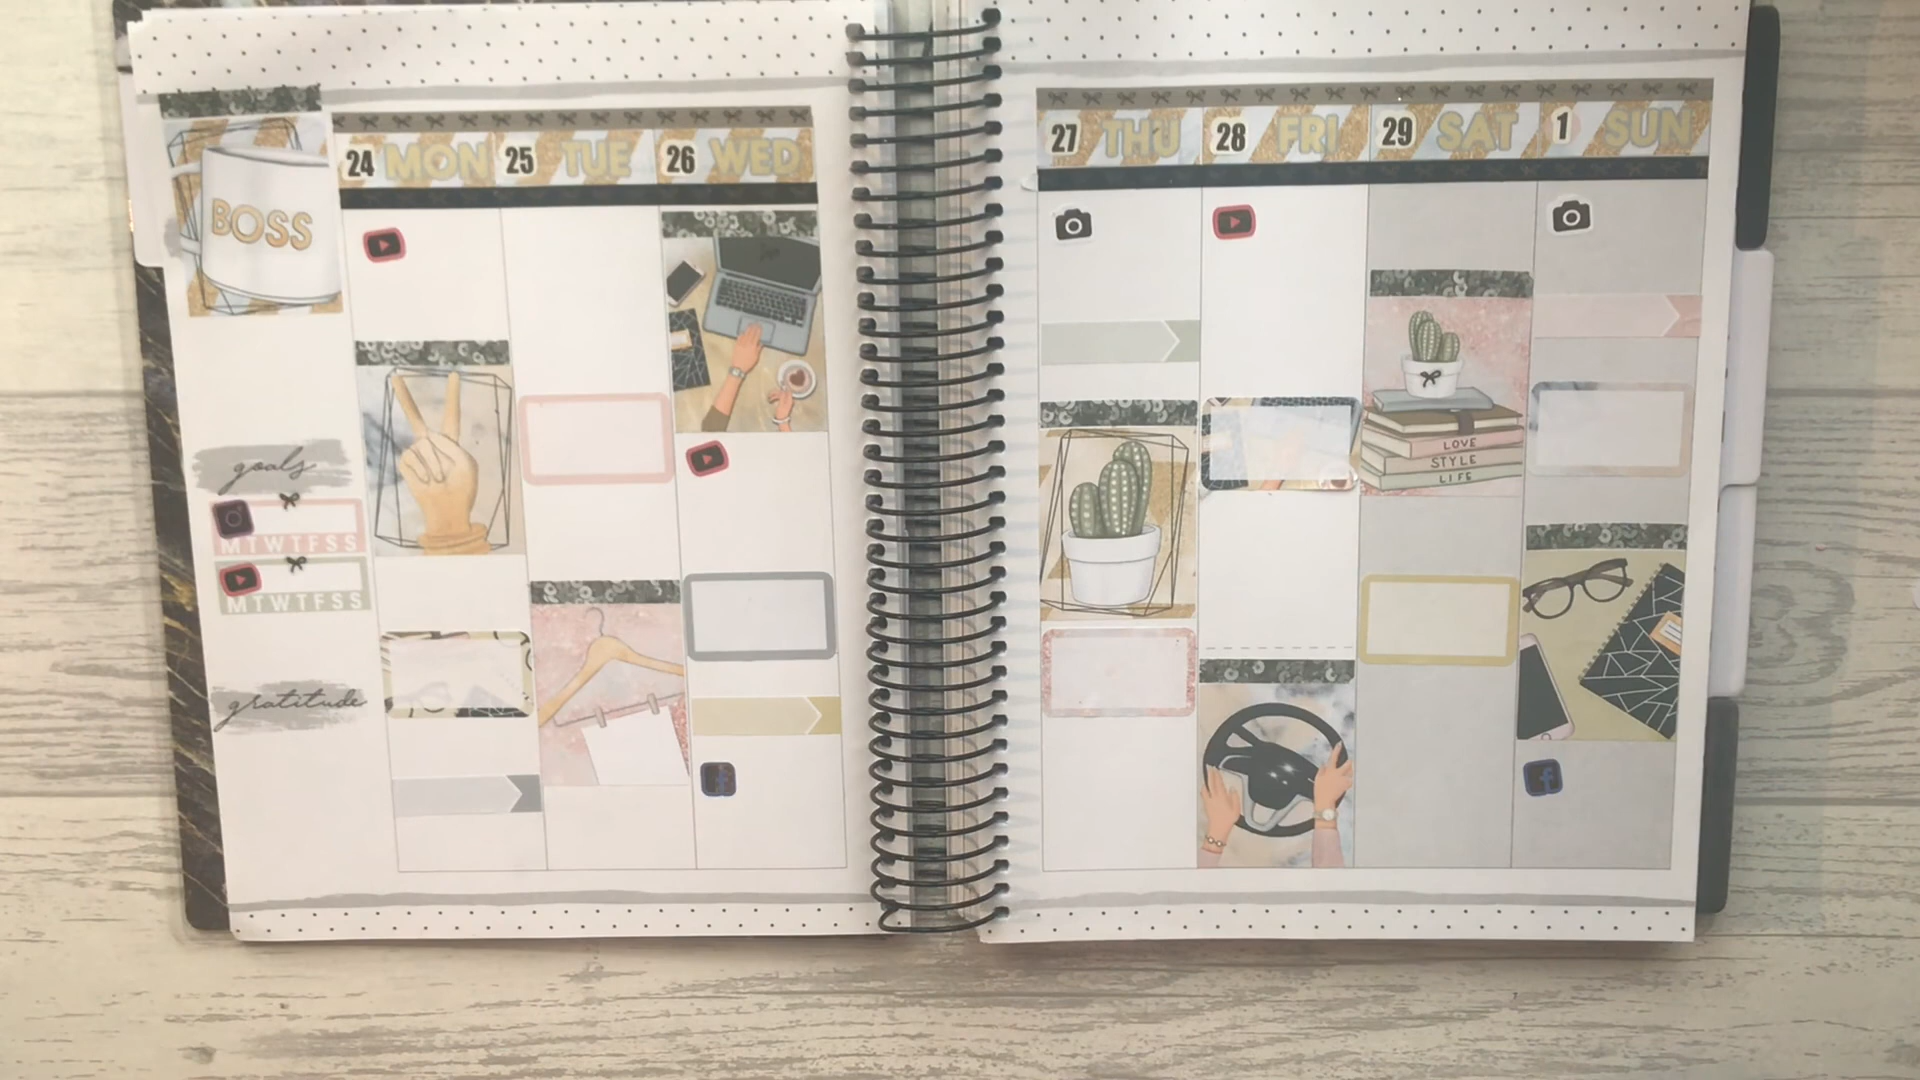 24 MON 25 TUE 26 WED
27 THU 28 FRI 29 SAT 1 SUN
BOSS
goals
MTWTFSS
MTWTFSS
gratitude
LOVE
STYLE
LIFE